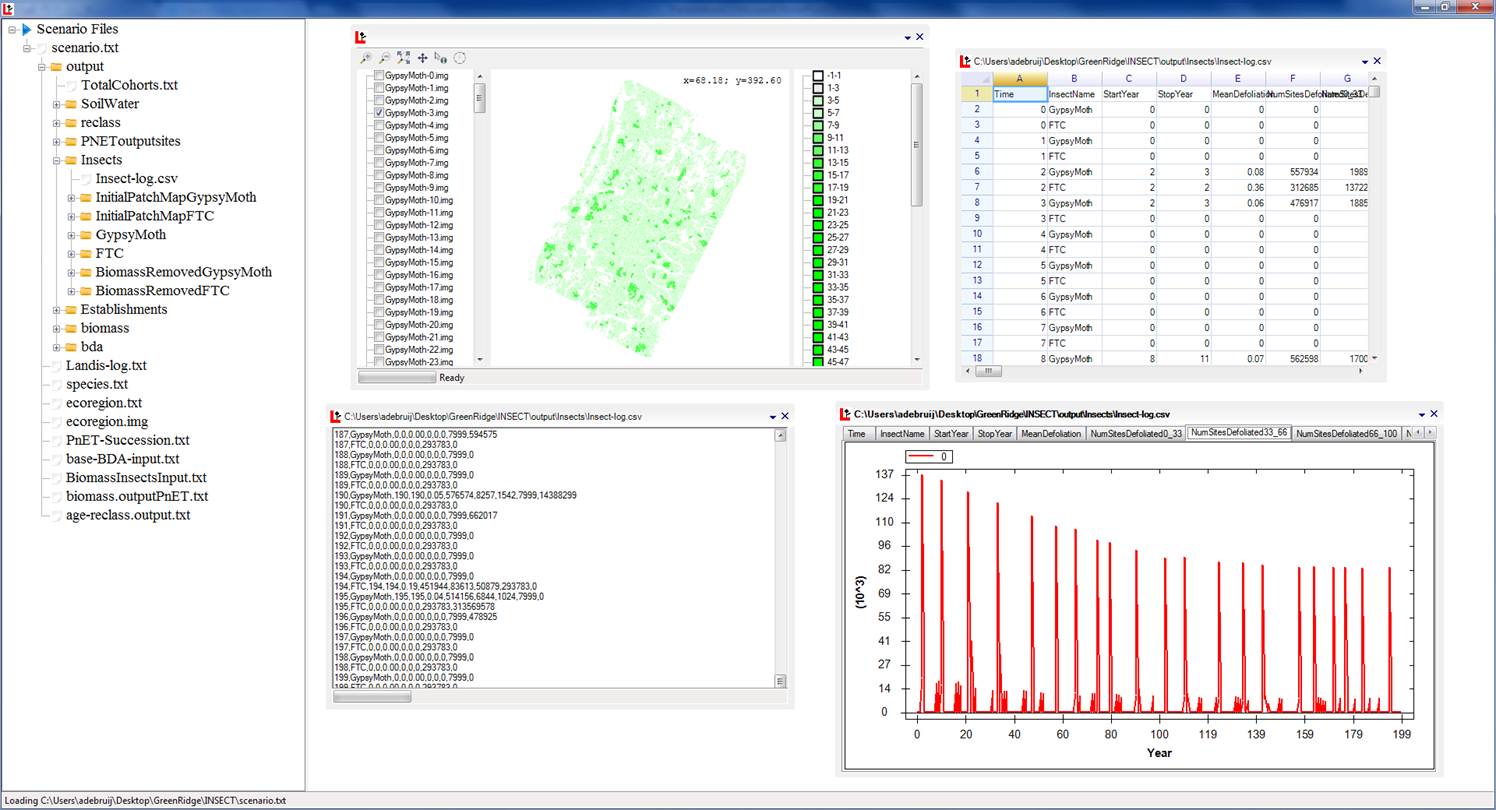 Scenario Files
scenario.txt
output
TotalCohorts.txt
SoilWater
reclass
PNEToutputsites
Insects
Insect-log.csv
InitialPatchMapGypsyMoth
InitialPatchMapFTC
GypsyMoth
FTC
BiomassRemovedGypsyMoth
BiomassRemovedFTC
Establishments
biomass
bda
Landis-log.txt
species.txt
ecoregion.txt
ecoregion.img
PnET-Succession.txt
base-BDA-input.txt
BiomassInsectsInput.txt
biomass.outputPnET.txt
age-reclass.output.txt
GypsyMoth-0.img
GypsyMoth-1.img
GypsyMoth-2.img
GypsyMoth-3.img
GypsyMoth-4.img
GypsyMoth-5.img
GypsyMoth-6.img
GypsyMoth-7.img
GypsyMoth-8.img
GypsyMoth-9.img
GypsyMoth-10.img
GypsyMoth-11.img
GypsyMoth-12.img
GypsyMoth-13.img
GypsyMoth-14.img
GypsyMoth-15.img
GypsyMoth-16.img
GypsyMoth-17.img
GypsyMoth-18.img
GypsyMoth-19.img
GypsyMoth-20.img
GypsyMoth-21.img
GypsyMoth-22.img
GypsyMoth-23.img
x=68.18; y=392.60
-1-1
1-3
3-5
5-7
7-9
9-11
11-13
13-15
15-17
17-19
19-21
21-23
23-25
25-27
27-29
29-31
31-33
33-35
35-37
37-39
39-41
41-43
43-45
45-47
Ready
C:\Users\adebruij\Desktop\GreenRidge\INSECT\output\Insects\Insect-log.csv
A B C D E F G
1 Time InsectName StartYear StopYear MeanDefoliation
2 0 GypsyMoth 0 0 0 0
3 0 FTC 0 0 0 0
4 1 GypsyMoth 0 0 0 0
5 1 FTC 0 0 0 0
6 2 GypsyMoth 2 3 0.08 557934 1989
7 2 FTC 2 2 0.36 312685 13722
8 3 GypsyMoth 2 3 0.06 476917 1885
9 3 FTC 0 0 0 0
10 4 GypsyMoth 0 0 0 0
11 4 FTC 0 0 0 0
12 5 GypsyMoth 0 0 0 0
13 5 FTC 0 0 0 0
14 6 GypsyMoth 0 0 0 0
15 6 FTC 0 0 0 0
16 7 GypsyMoth 0 0 0 0
17 7 FTC 0 0 0 0
18 8 GypsyMoth 8 11 0.07 562598 1700
C:\Users\adebruij\Desktop\GreenRidge\INSECT\output\Insects\Insect-log.csv
187,GypsyMoth,0,0,0.00,0,0,0,7999,594575
187,FTC,0,0,0.00,0,0,0,293783,0
188,GypsyMoth,0,0,0.00,0,0,0,7999,0
188,FTC,0,0,0.00,0,0,0,293783,0
189,GypsyMoth,0,0,0.00,0,0,0,7999,0
189,FTC,0,0,0.00,0,0,0,293783,0
190,GypsyMoth,190,190,0.05,576574,8257,1542,7999,14388299
190,FTC,0,0,0.00,0,0,0,293783,0
191,GypsyMoth,0,0,0.00,0,0,0,7999,662017
191,FTC,0,0,0.00,0,0,0,293783,0
192,GypsyMoth,0,0,0.00,0,0,0,7999,0
192,FTC,0,0,0.00,0,0,0,293783,0
193,GypsyMoth,0,0,0.00,0,0,0,7999,0
193,FTC,0,0,0.00,0,0,0,293783,0
194,GypsyMoth,0,0,0.00,0,0,0,7999,0
194,FTC,194,194,0.19,451944,83613,50879,293783,0
195,GypsyMoth,195,195,0.04,514156,6844,1024,7999,0
195,FTC,0,0,0.00,0,0,0,293783,313569578
196,GypsyMoth,0,0,0.00,0,0,0,7999,478925
196,FTC,0,0,0.00,0,0,0,293783,0
197,GypsyMoth,0,0,0.00,0,0,0,7999,0
197,FTC,0,0,0.00,0,0,0,293783,0
198,GypsyMoth,0,0,0.00,0,0,0,7999,0
198,FTC,0,0,0.00,0,0,0,293783,0
199,GypsyMoth,0,0,0.00,0,0,0,7999,0
199,FTC,0,0,0.00,0,0,0,293783,0
C:\Users\adebruij\Desktop\GreenRidge\INSECT\output\Insects\Insect-log.csv
Time InsectName StartYear StopYear MeanDefoliation NumSitesDefoliated0_33 NumSitesDefoliated33_66 NumSitesDefoliated66_100 N
0
137
124
110
96
82
69
55
41
27
14
0
(10^3)
0 20 40 60 80 100 119 139 159 179 199
Year
Loading C:\Users\adebruij\Desktop\GreenRidge\INSECT\scenario.txt